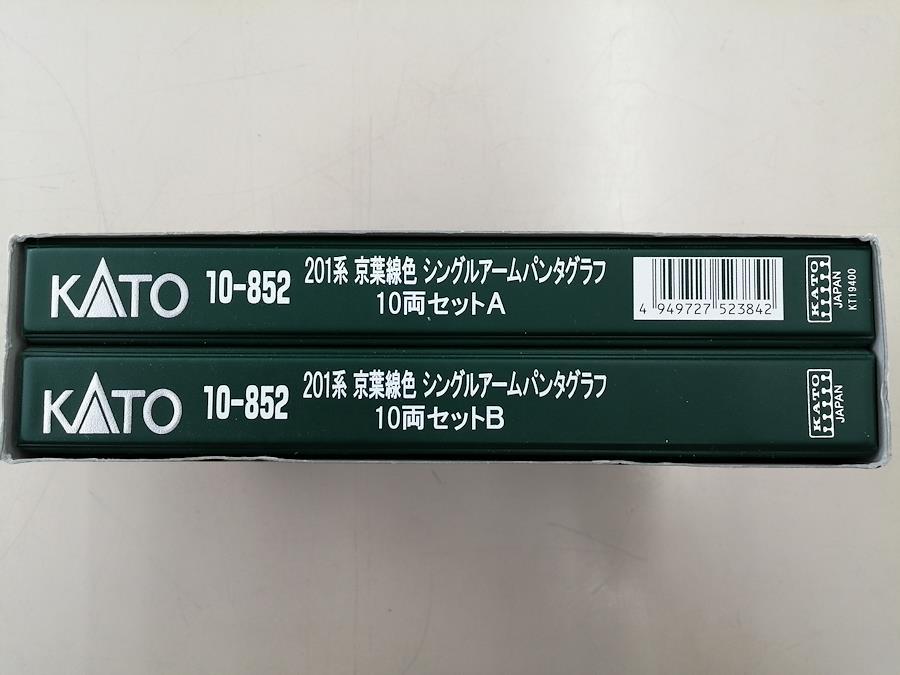 KATO 10-852 201系 京葉線色 シングルアームパンタグラフ
10両セットA
4 949727 523842
KATO
JAPAN
KT19400
KATO 10-852 201系 京葉線色 シングルアームパンタグラフ
10両セットB
KATO
JAPAN